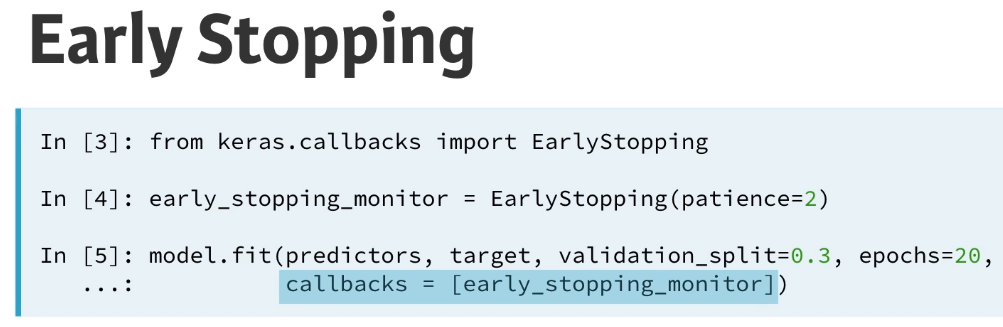 Early Stopping
In [3]: from keras.callbacks import EarlyStopping
In [4]: early_stopping_monitor = EarlyStopping(patience=2)
In [5]: model.fit(predictors, target, validation_split=0.3, epochs=20,
...: callbacks = [early_stopping_monitor])